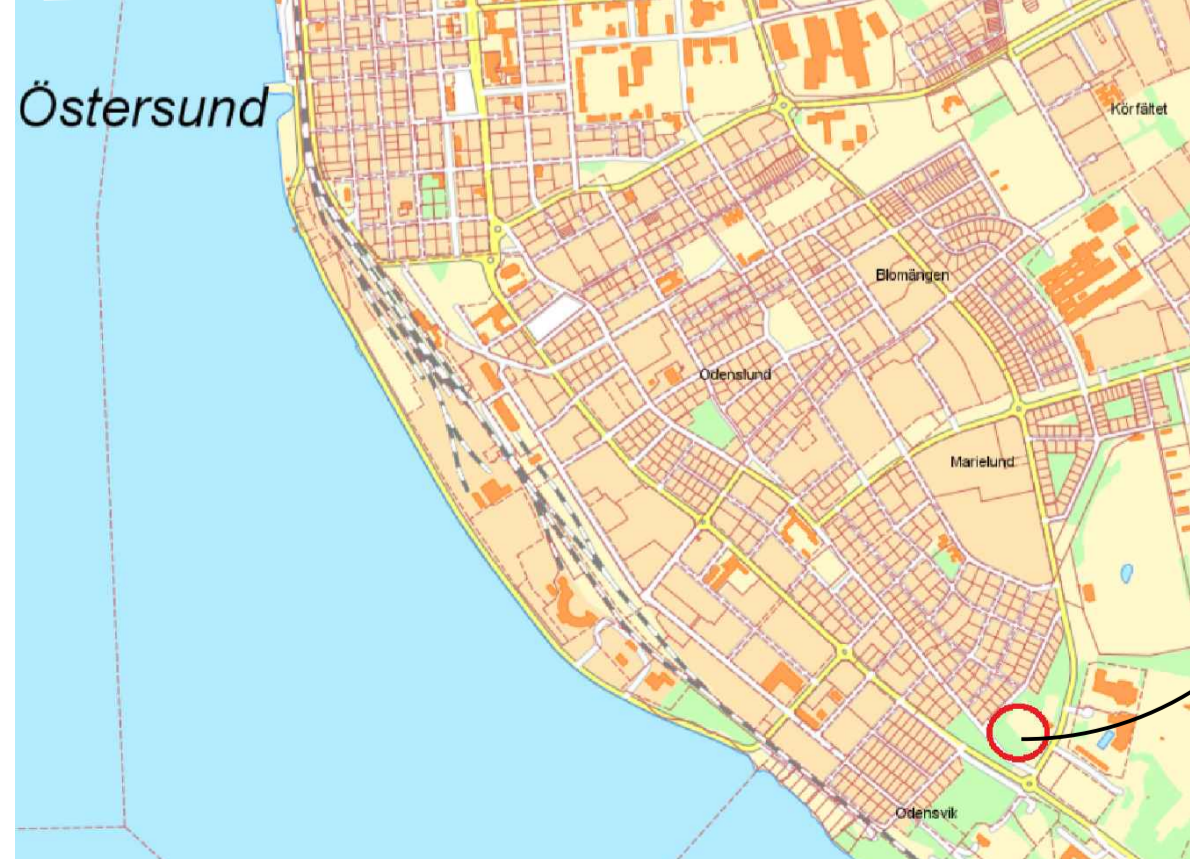 Östersund
Körfältet
Blomängen
Odenslund
Marielund
Odensvik